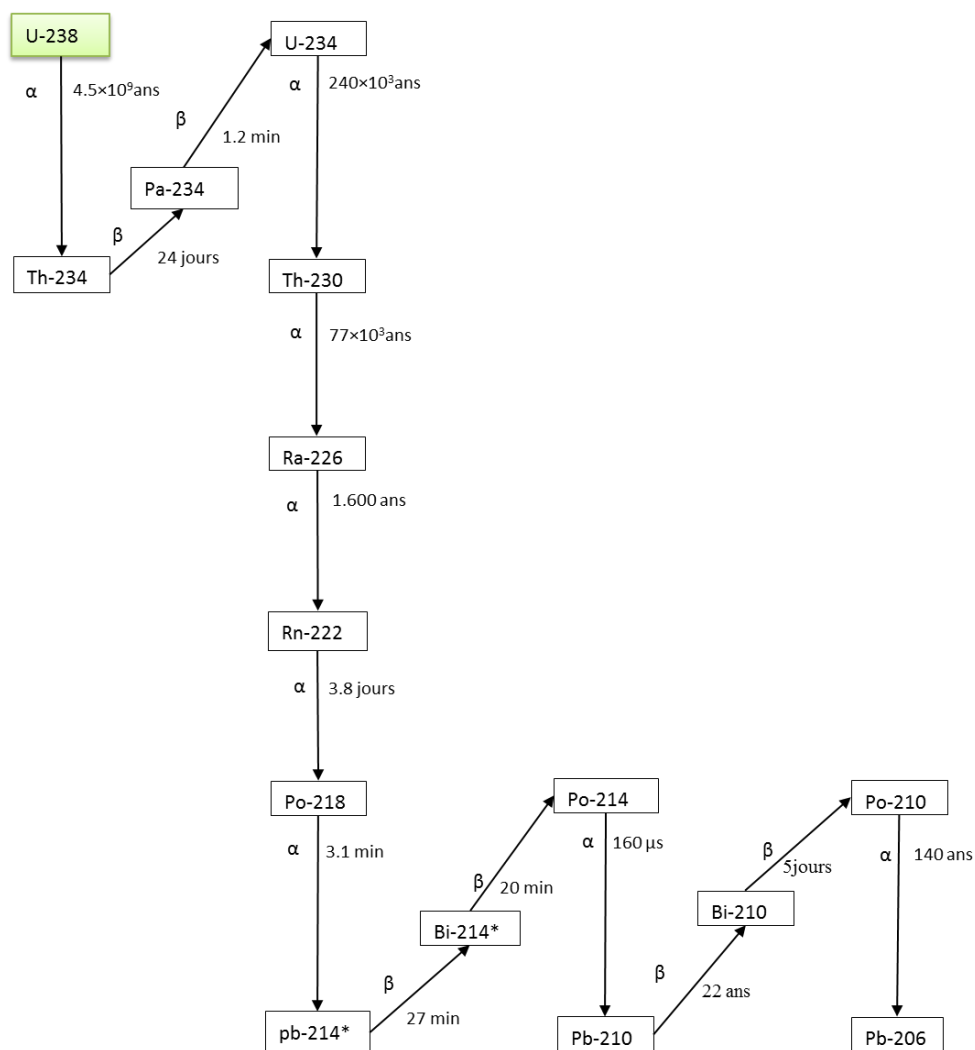 U-238
U-234
α
4.5×10⁹ans
α
240×10³ans
β
1.2 min
Pa-234
β
24 jours
Th-234
Th-230
α
77×10³ans
Ra-226
α
1.600 ans
Rn-222
α
3.8 jours
Po-218
Po-214
Po-210
α
3.1 min
α
160 µs
β
5jours
α
140 ans
β
20 min
Bi-214*
Bi-210
β
27 min
β
22 ans
pb-214*
Pb-210
Pb-206